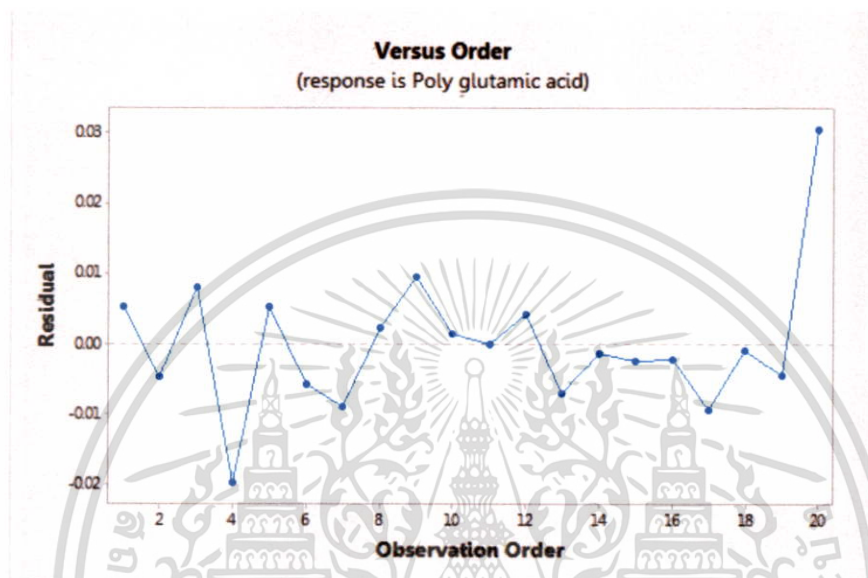 Versus Order
(response is Poly glutamic acid)
0.03
0.02
0.01
0.00
-0.01
-0.02
Residual
2 4 6 8 10 12 14 16 18 20
Observation Order